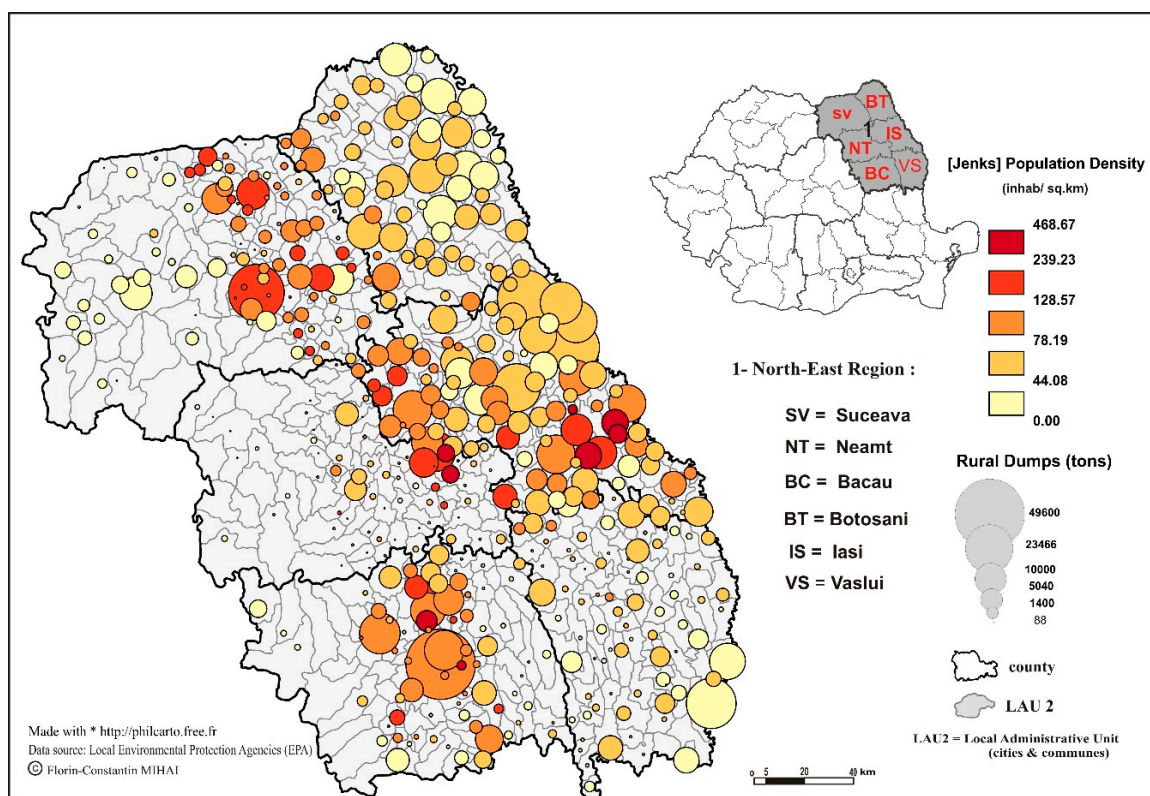 BT
sv
1
IS
NT
BC
VS
[Jenks] Population Density
(inhab/ sq.km)
468.67
239.23
128.57
78.19
44.08
0.00
1- North-East Region :
SV = Suceava
NT = Neamt
BC = Bacau
BT = Botosani
IS = Iasi
VS = Vaslui
Rural Dumps (tons)
49600
23466
10000
5040
1400
88
county
LAU 2
LAU2 = Local Administrative Unit
(cities & communes)
Made with * http://philcarto.free.fr
Data source: Local Environmental Protection Agencies (EPA)
© Florin-Constantin MIHAI
0 5 20 40 km